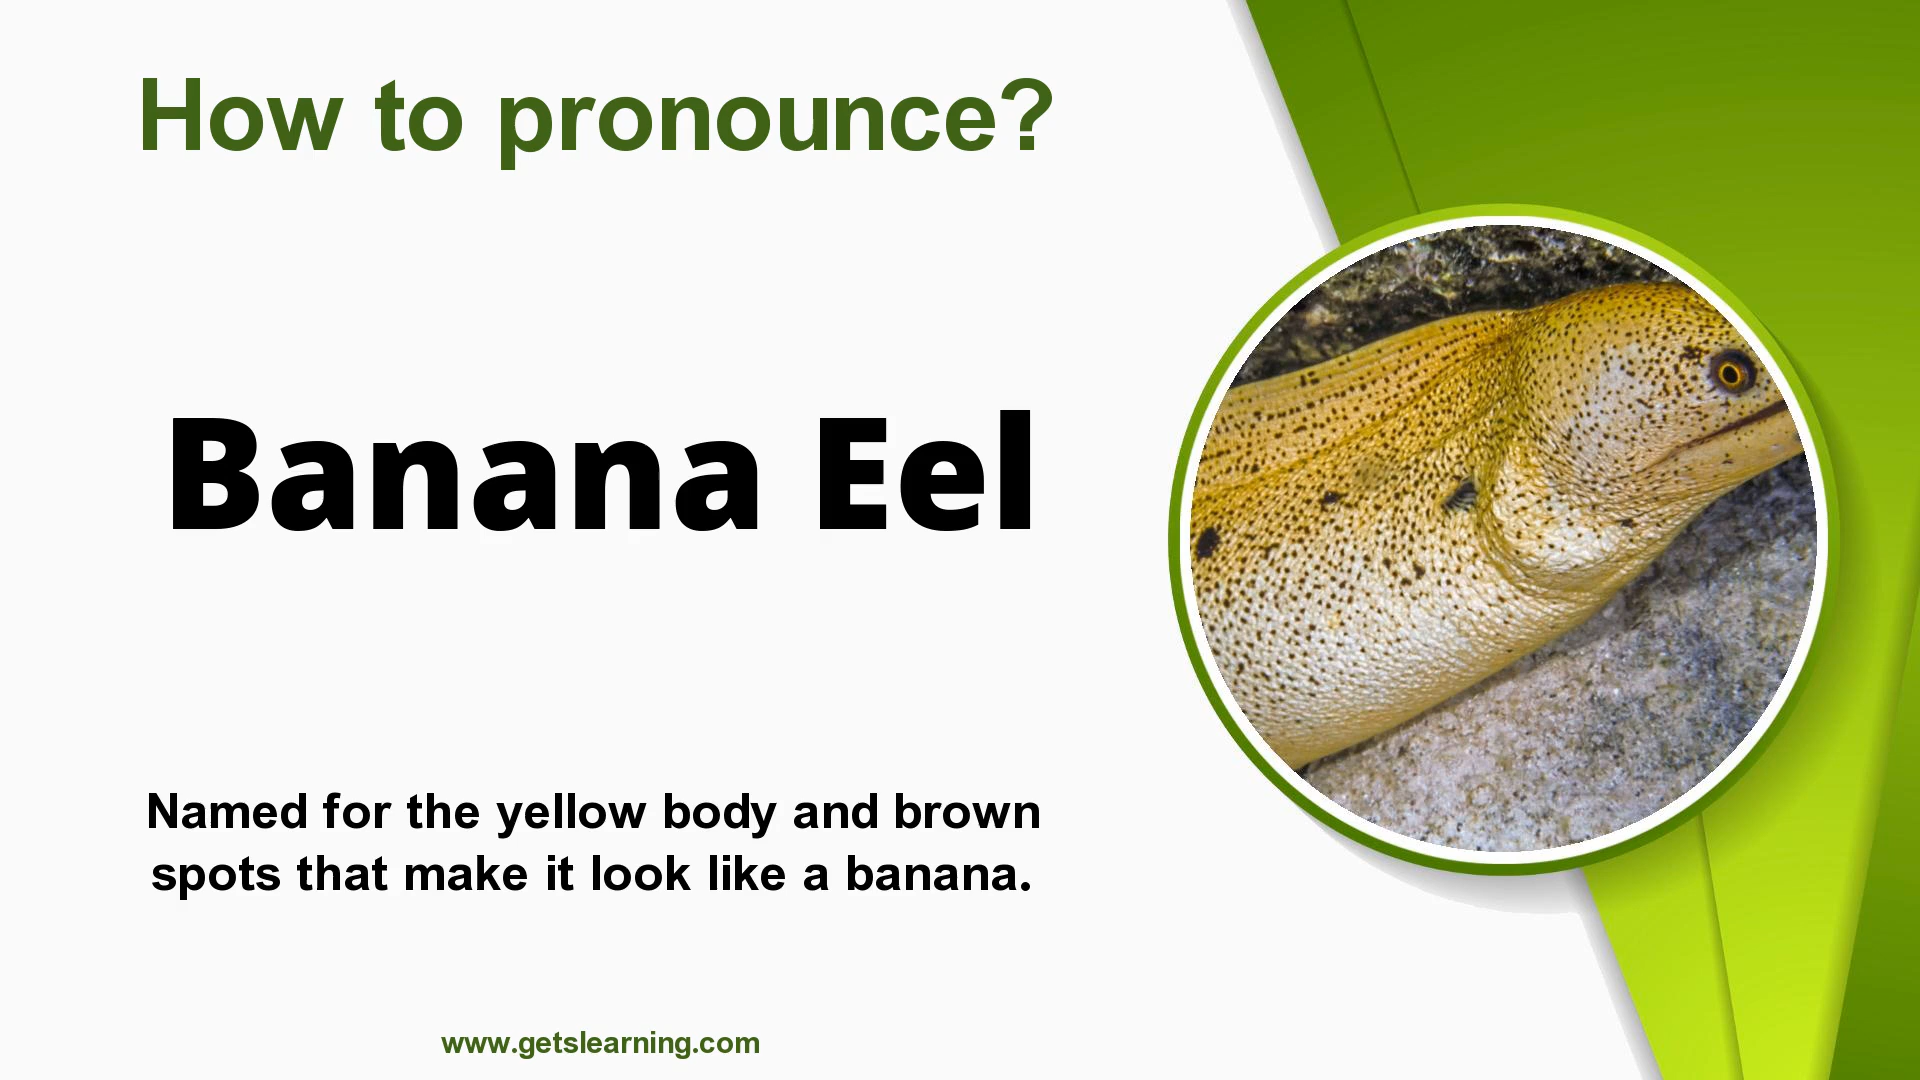 How to pronounce?
Banana Eel
Named for the yellow body and brown
spots that make it look like a banana.
www.getslearning.com